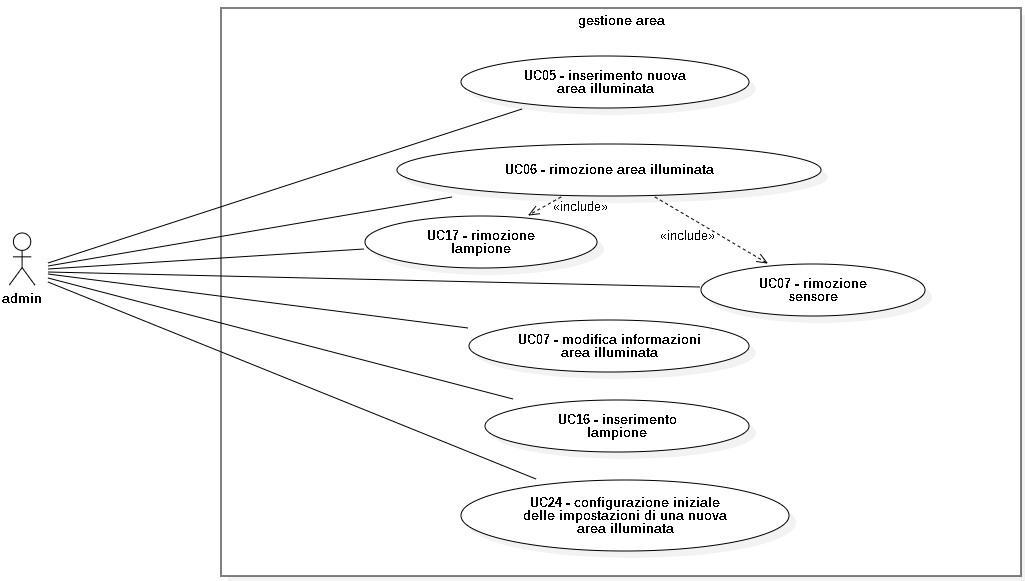 gestione area
UC05 - inserimento nuova
area illuminata
UC06 - rimozione area illuminata
«include»
UC17 - rimozione
lampione
«include»
admin
UC07 - rimozione
sensore
UC07 - modifica informazioni
area illuminata
UC16 - inserimento
lampione
UC24 - configurazione iniziale
delle impostazioni di una nuova
area illuminata